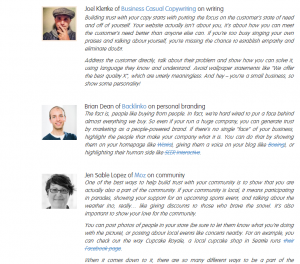 Joel Klettke of Business Casual Copywriting on writing
Building trust with your copy starts with putting the focus on the customer's state of need
and off of yourself. Your website actually isn't about you, it's about how you can meet
the customer's need better than anyone else can. If you're too busy singing your own
praises and talking about yourself, you're missing the chance to establish empathy and
eliminate doubt.
Address the customer directly, talk about their problem and show how you can solve it
using language they know and understand. Avoid wallpaper statements like "We offer
the best quality X", which are utterly meaningless. And hey – you're a small business, so
show some personality!
Brian Dean of Backlinko on personal branding
The fact is, people like buying from people. In fact, we're hard wired to put a face behind
almost everything we buy. So even if your run a huge company, you can generate trust
by marketing as a people-powered brand. If there's no single "face" of your business,
highlight the people that make your company what it is. You can do that by showing
them on your homepage like
giving them a voice on your blog like
or
highlighting their human side like SEER Interactive.
Jen Sable Lopez of Moz on community
One of the best ways to help build trust with your community is to show that you are
actually also a part of the community. If your community is local, it means participating
in parades, showing your support for an upcoming sports event, and talking about the
weather (no, really... like giving discounts to those who brave the snow). It's also
important to show your love for the community.
You can post photos of people in your store (be sure to let them know what you're doing
with the picture), or posting about local events like concerts nearby. For an example, you
can check out the way Cupcake Royale, a local cupcake shop in Seattle runs their
Facebook page.
When it comes down to it, there are so many different ways to be a part of the